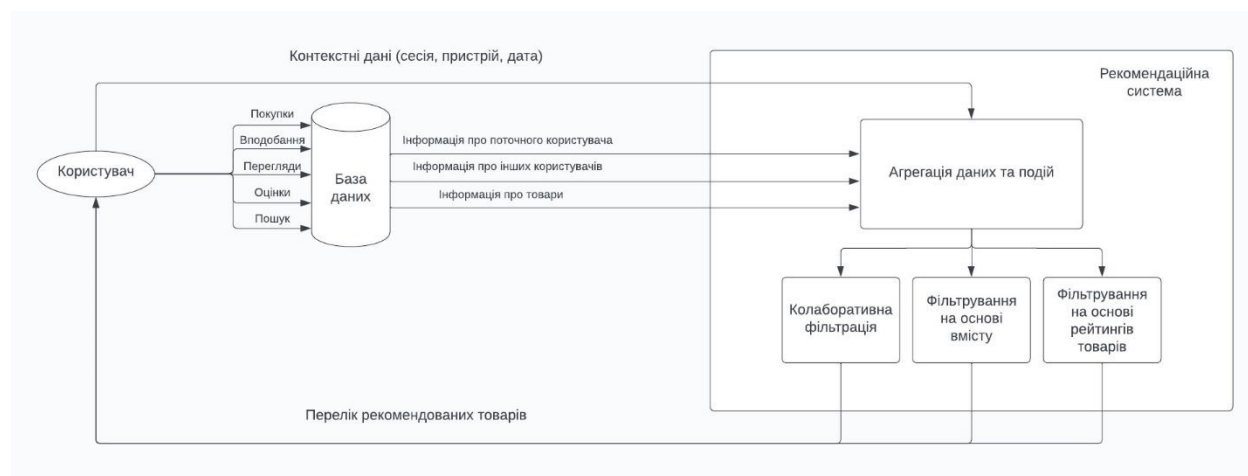 Контекстні дані (сесія, пристрій, дата)
Рекомендаційна
система
Покупки
Вподобання
Перегляди
Оцінки
Пошук
Користувач
База
даних
Інформація про поточного користувача
Інформація про інших користувачів
Інформація про товари
Агрегація даних та подій
Колаборативна
фільтрація
Фільтрування
на основі
вмісту
Фільтрування
на основі
рейтингів
товарів
Перелік рекомендованих товарів